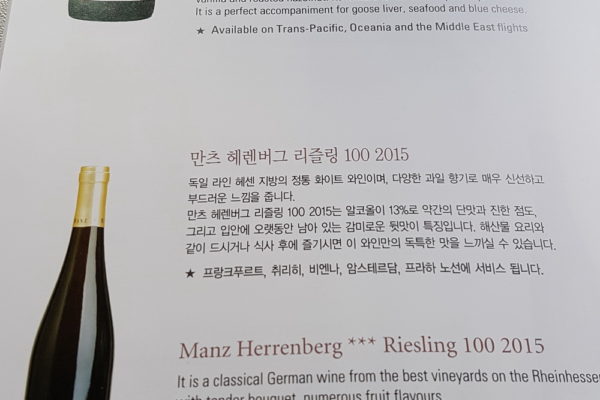 It is a perfect accompaniment for goose liver, seafood and blue cheese.
★ Available on Trans-Pacific, Oceania and the Middle East flights
만츠 헤렌버그 리즐링 100 2015
독일 라인 헤센 지방의 정통 화이트 와인이며, 다양한 과일 향기로 매우 신선하고
부드러운 느낌을 줍니다.
만츠 헤렌버그 리즐링 100 2015는 알코올이 13%로 약간의 단맛과 진한 점도,
그리고 입안에 오랫동안 남아 있는 감미로운 뒷맛이 특징입니다. 해산물 요리와
같이 드시거나 식사 후에 즐기시면 이 와인만의 독특한 맛을 느끼실 수 있습니다.
★ 프랑크푸르트, 취리히, 비엔나, 암스테르담, 프라하 노선에 서비스 됩니다.
Manz Herrenberg *** Riesling 100 2015
It is a classical German wine from the best vineyards on the Rheinhesser
with tender bouquet, numerous fruit flavours